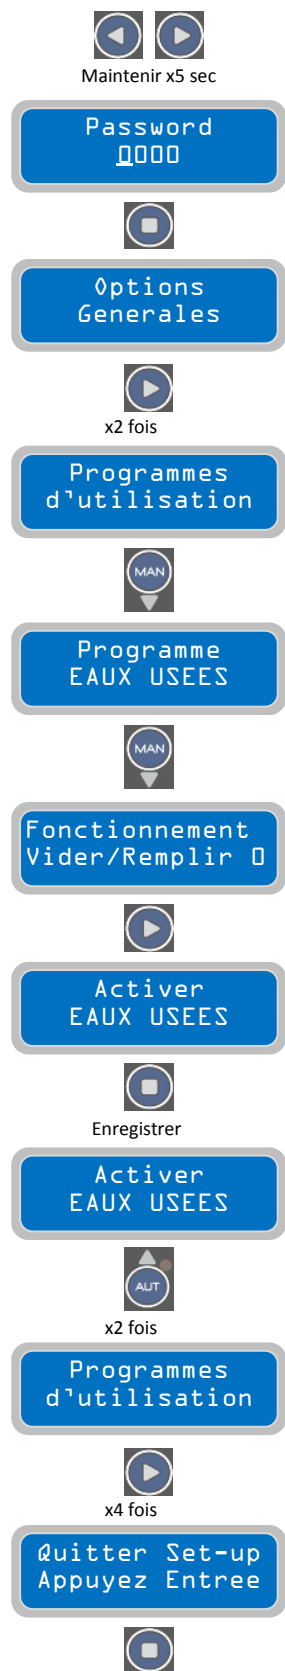 Maintenir x5 sec
Password
0000
Options
Generales
x2 fois
Programmes
d'utilisation
MAN
Programme
EAUX USEES
MAN
Fonctionnement
Vider/Remplir 0
Activer
EAUX USEES
Enregistrer
Activer
EAUX USEES
AUT
x2 fois
Programmes
d'utilisation
x4 fois
Quitter Set-up
Appuyez Entree